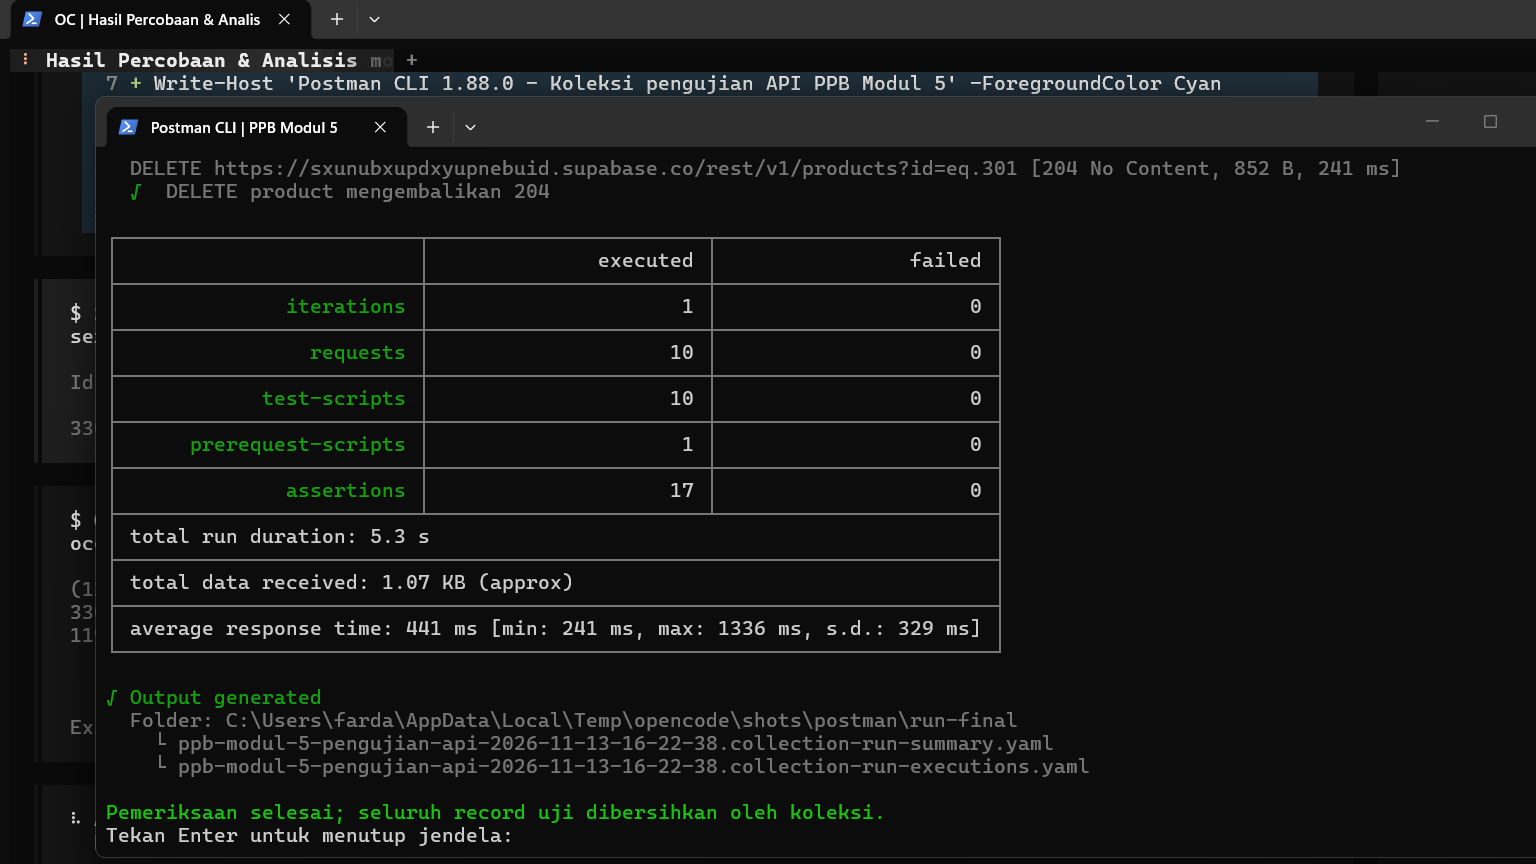 OC | Hasil Percobaan & Analis
Hasil Percobaan & Analisis mo
7 + Write-Host 'Postman CLI 1.88.0 - Koleksi pengujian API PPB Modul 5' -ForegroundColor Cyan
Postman CLI | PPB Modul 5
DELETE https://sxunubxupdxyupnebuid.supabase.co/rest/v1/products?id=eq.301 [204 No Content, 852 B, 241 ms]
√ DELETE product mengembalikan 204
executed failed
iterations 1 0
requests 10 0
test-scripts 10 0
prerequest-scripts 1 0
assertions 17 0
total run duration: 5.3 s
total data received: 1.07 KB (approx)
average response time: 441 ms [min: 241 ms, max: 1336 ms, s.d.: 329 ms]
√ Output generated
Folder: C:\Users\farda\AppData\Local\Temp\opencode\shots\postman\run-final
└ ppb-modul-5-pengujian-api-2026-11-13-16-22-38.collection-run-summary.yaml
└ ppb-modul-5-pengujian-api-2026-11-13-16-22-38.collection-run-executions.yaml
Pemeriksaan selesai; seluruh record uji dibersihkan oleh koleksi.
Tekan Enter untuk menutup jendela:
$
Id
33
$
(1
33
Ex